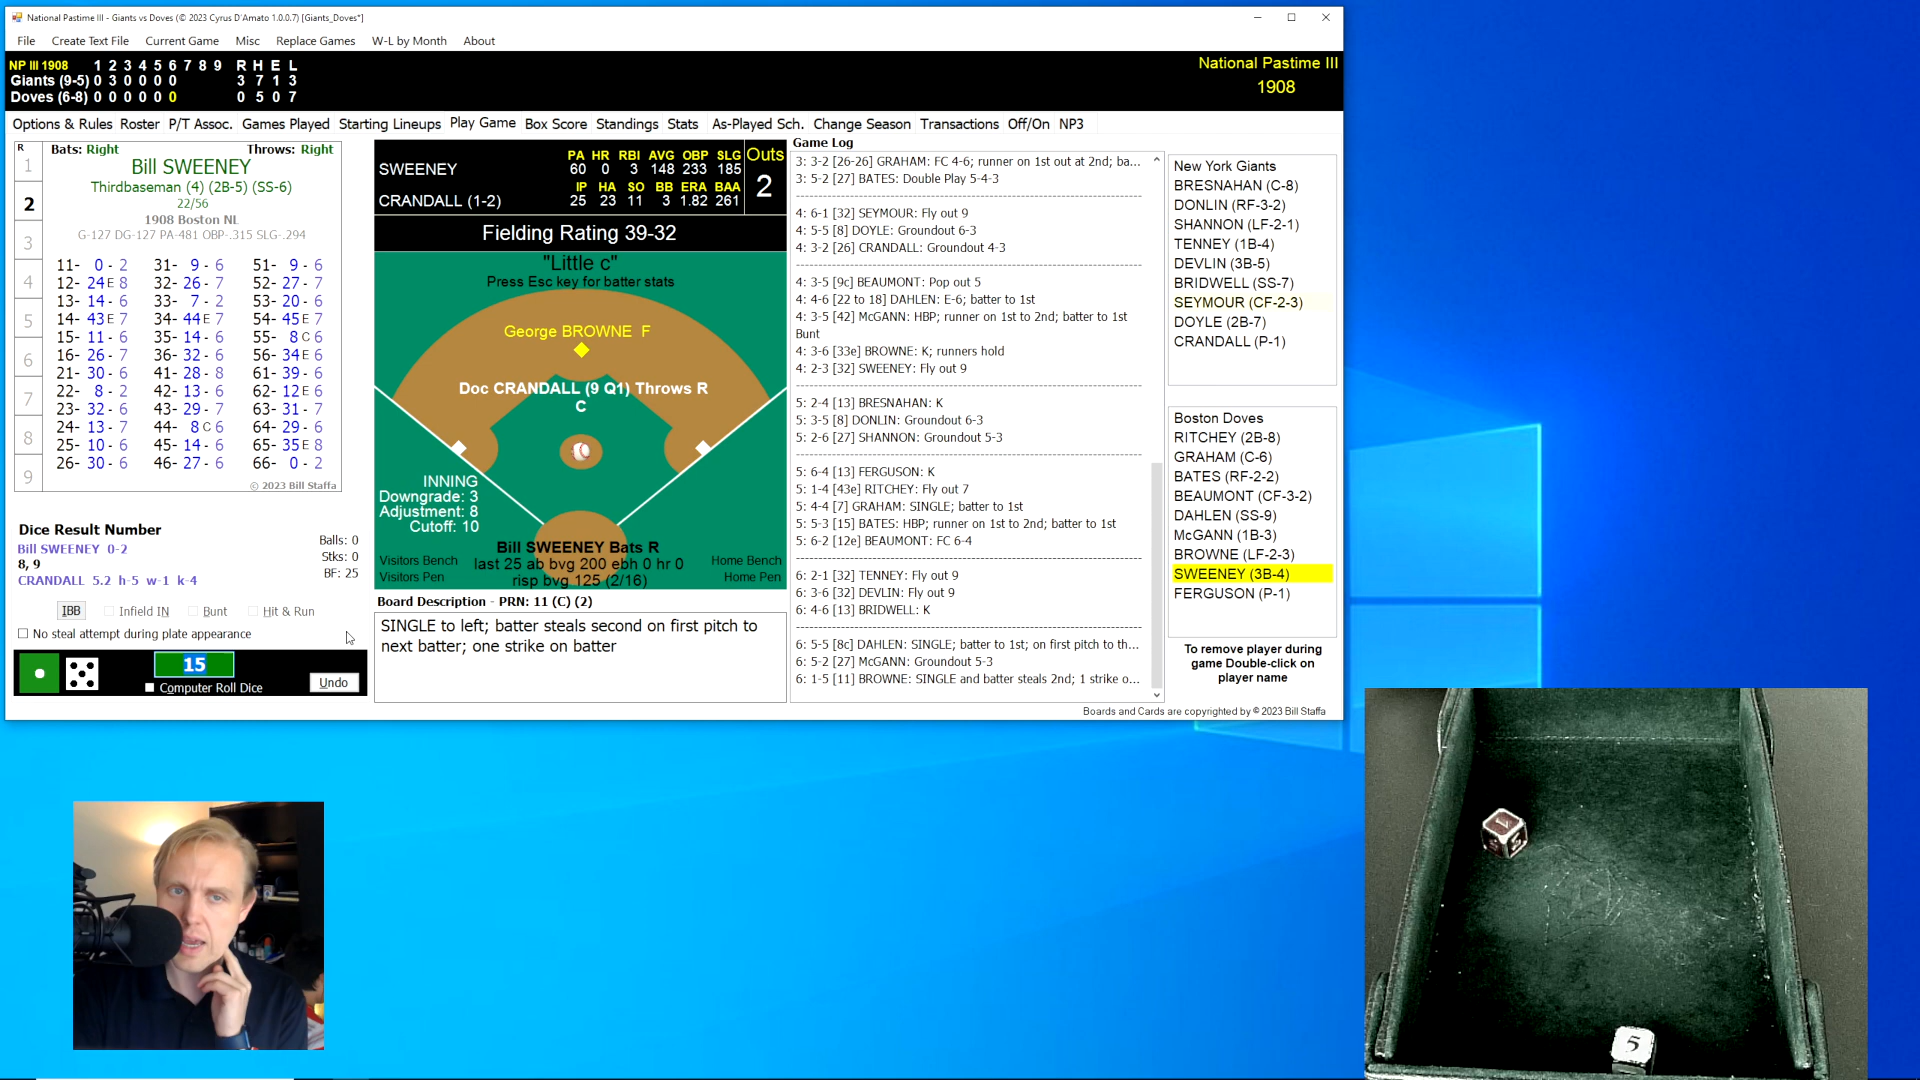 National Pastime III - Giants vs Doves (© 2023 Cyrus D'Amato 1.0.0.7) [Giants_Doves*]
File Create Text File Current Game Misc Replace Games W-L by Month About
NP III 1908 1 2 3 4 5 6 7 8 9 R H E L
Giants (9-5) 0 3 0 0 0 0 3 7 1 3
Doves (6-8) 0 0 0 0 0 0 0 5 0 7
National Pastime III
1908
Options & Rules Roster P/T Assoc. Games Played Starting Lineups Play Game Box Score Standings Stats As-Played Sch. Change Season Transactions Off/On NP3
R
1
2
3
4
5
6
7
8
9
Bats: Right Throws: Right
Bill SWEENEY
Thirdbaseman (4) (2B-5) (SS-6)
22/56
1908 Boston NL
G-127 DG-127 PA-481 OBP-.315 SLG-.294
11- 0 - 2 31- 9 - 6 51- 9 - 6
12- 24 E 8 32- 26 - 7 52- 27 - 7
13- 14 - 6 33- 7 - 2 53- 20 - 6
14- 43 E 7 34- 44 E 7 54- 45 E 7
15- 11 - 6 35- 14 - 6 55- 8 C 6
16- 26 - 7 36- 32 - 6 56- 34 E 6
21- 30 - 6 41- 28 - 8 61- 39 - 6
22- 8 - 2 42- 13 - 6 62- 12 E 6
23- 32 - 6 43- 29 - 7 63- 31 - 7
24- 13 - 7 44- 8 C 6 64- 29 - 6
25- 10 - 6 45- 14 - 6 65- 35 E 8
26- 30 - 6 46- 27 - 6 66- 0 - 2
© 2023 Bill Staffa
Dice Result Number
Bill SWEENEY 0-2
8, 9
CRANDALL 5.2 h-5 w-1 k-4
Balls: 0
Stks: 0
BF: 25
IBB Infield IN Bunt Hit & Run
No steal attempt during plate appearance
15
Computer Roll Dice
Undo
PA HR RBI AVG OBP SLG
SWEENEY 60 0 3 148 233 185
IP HA SO BB ERA BAA
CRANDALL (1-2) 25 23 11 3 1.82 261
Outs
2
Fielding Rating 39-32
"Little c"
Press Esc key for batter stats
George BROWNE F
Doc CRANDALL (9 Q1) Throws R
C
INNING
Downgrade: 3
Adjustment: 8
Cutoff: 10
Bill SWEENEY Bats R
last 25 ab bvg 200 ebh 0 hr 0
risp bvg 125 (2/16)
Visitors Bench
Visitors Pen
Home Bench
Home Pen
Board Description - PRN: 11 (C) (2)
SINGLE to left; batter steals second on first pitch to
next batter; one strike on batter
Game Log
3: 3-2 [26-26] GRAHAM: FC 4-6; runner on 1st out at 2nd; ba...
3: 5-2 [27] BATES: Double Play 5-4-3
4: 6-1 [32] SEYMOUR: Fly out 9
4: 5-5 [8] DOYLE: Groundout 6-3
4: 3-2 [26] CRANDALL: Groundout 4-3
4: 3-5 [9c] BEAUMONT: Pop out 5
4: 4-6 [22 to 18] DAHLEN: E-6; batter to 1st
4: 3-5 [42] McGANN: HBP; runner on 1st to 2nd; batter to 1st
Bunt
4: 3-6 [33e] BROWNE: K; runners hold
4: 2-3 [32] SWEENEY: Fly out 9
5: 2-4 [13] BRESNAHAN: K
5: 3-5 [8] DONLIN: Groundout 6-3
5: 2-6 [27] SHANNON: Groundout 5-3
5: 6-4 [13] FERGUSON: K
5: 1-4 [43e] RITCHEY: Fly out 7
5: 4-4 [7] GRAHAM: SINGLE; batter to 1st
5: 5-3 [15] BATES: HBP; runner on 1st to 2nd; batter to 1st
5: 6-2 [12e] BEAUMONT: FC 6-4
6: 2-1 [32] TENNEY: Fly out 9
6: 3-6 [32] DEVLIN: Fly out 9
6: 4-6 [13] BRIDWELL: K
6: 5-5 [8c] DAHLEN: SINGLE; batter to 1st; on first pitch to th...
6: 5-2 [27] McGANN: Groundout 5-3
6: 1-5 [11] BROWNE: SINGLE and batter steals 2nd; 1 strike o...
New York Giants
BRESNAHAN (C-8)
DONLIN (RF-3-2)
SHANNON (LF-2-1)
TENNEY (1B-4)
DEVLIN (3B-5)
BRIDWELL (SS-7)
SEYMOUR (CF-2-3)
DOYLE (2B-7)
CRANDALL (P-1)
Boston Doves
RITCHEY (2B-8)
GRAHAM (C-6)
BATES (RF-2-2)
BEAUMONT (CF-3-2)
DAHLEN (SS-9)
McGANN (1B-3)
BROWNE (LF-2-3)
SWEENEY (3B-4)
FERGUSON (P-1)
To remove player during
game Double-click on
player name
Boards and Cards are copyrighted by © 2023 Bill Staffa
1
5